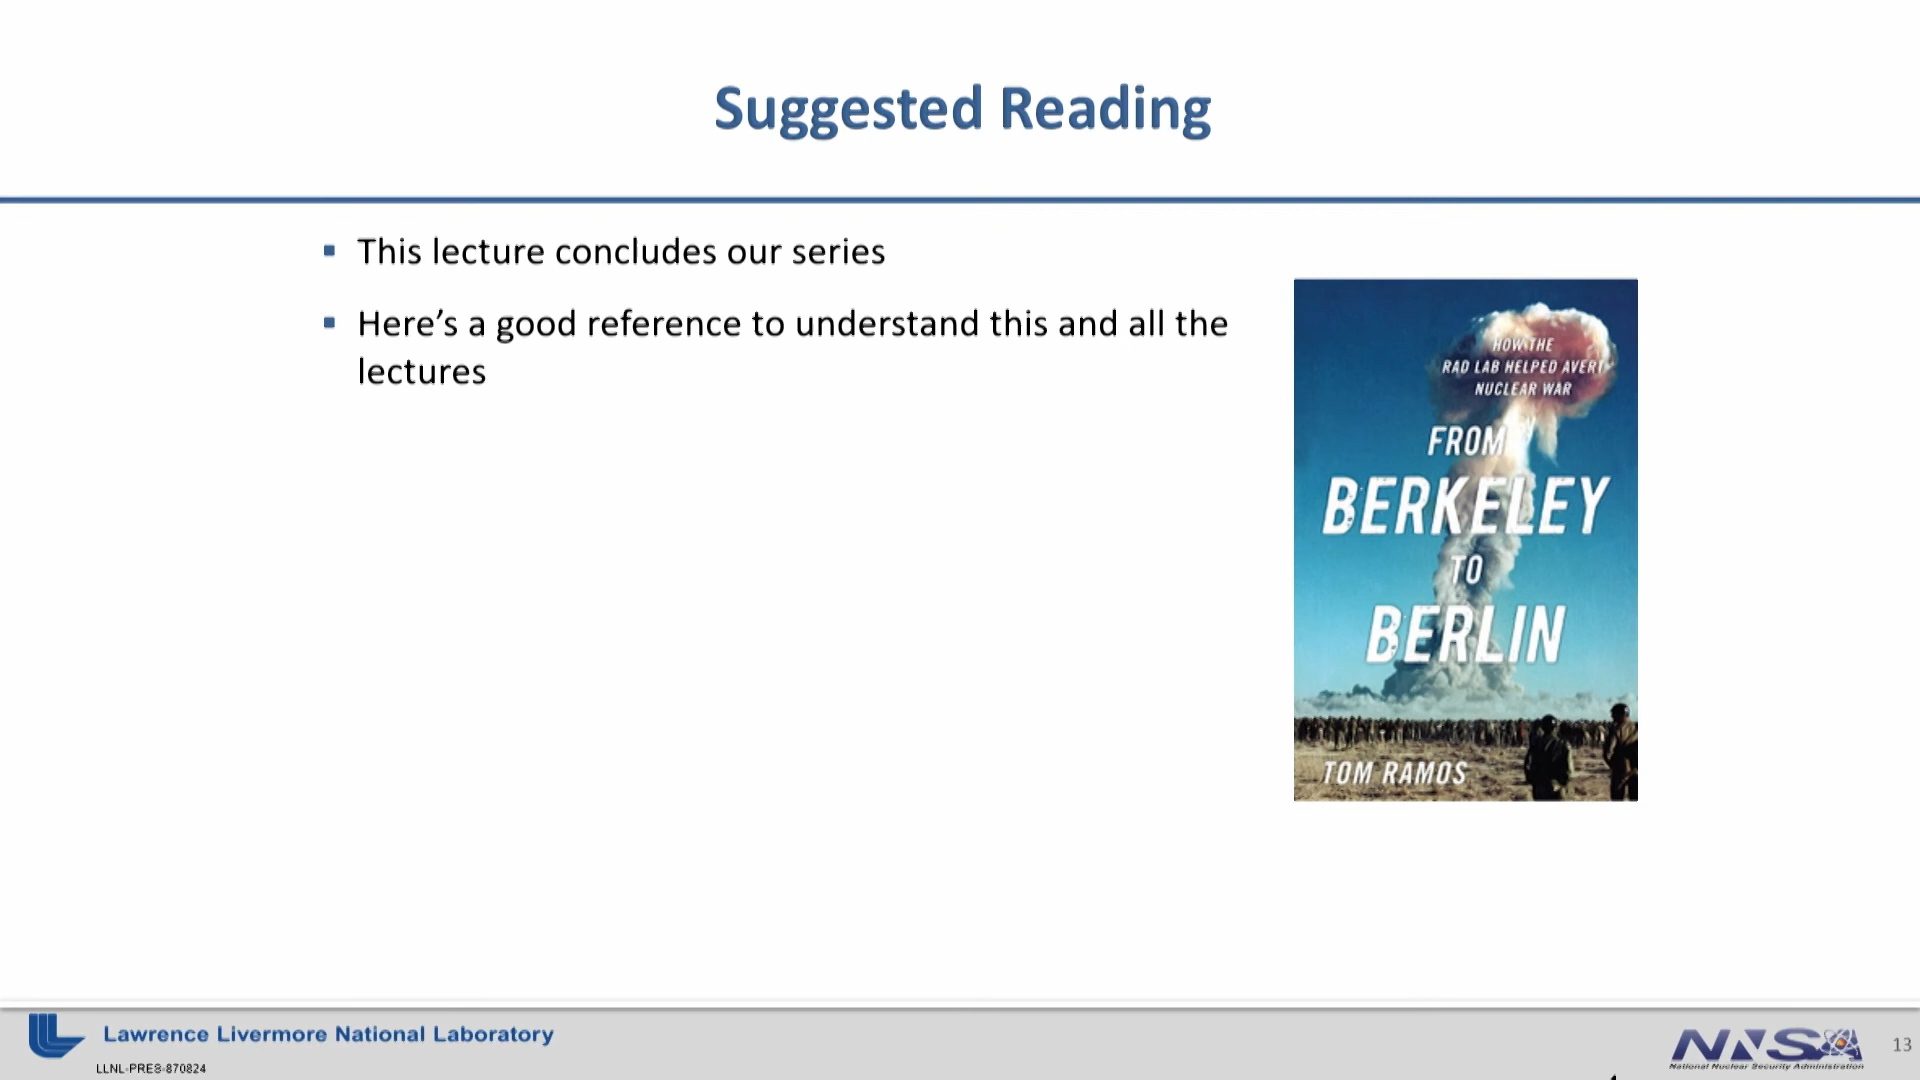 Suggested Reading
This lecture concludes our series
Here’s a good reference to understand this and all the
lectures
HOW THE
RAD LAB HELPED AVERT
NUCLEAR WAR
FROM
BERKELEY
TO
BERLIN
TOM RAMOS
Lawrence Livermore National Laboratory
LLNL-PRES-870824
NNSA
National Nuclear Security Administration
13